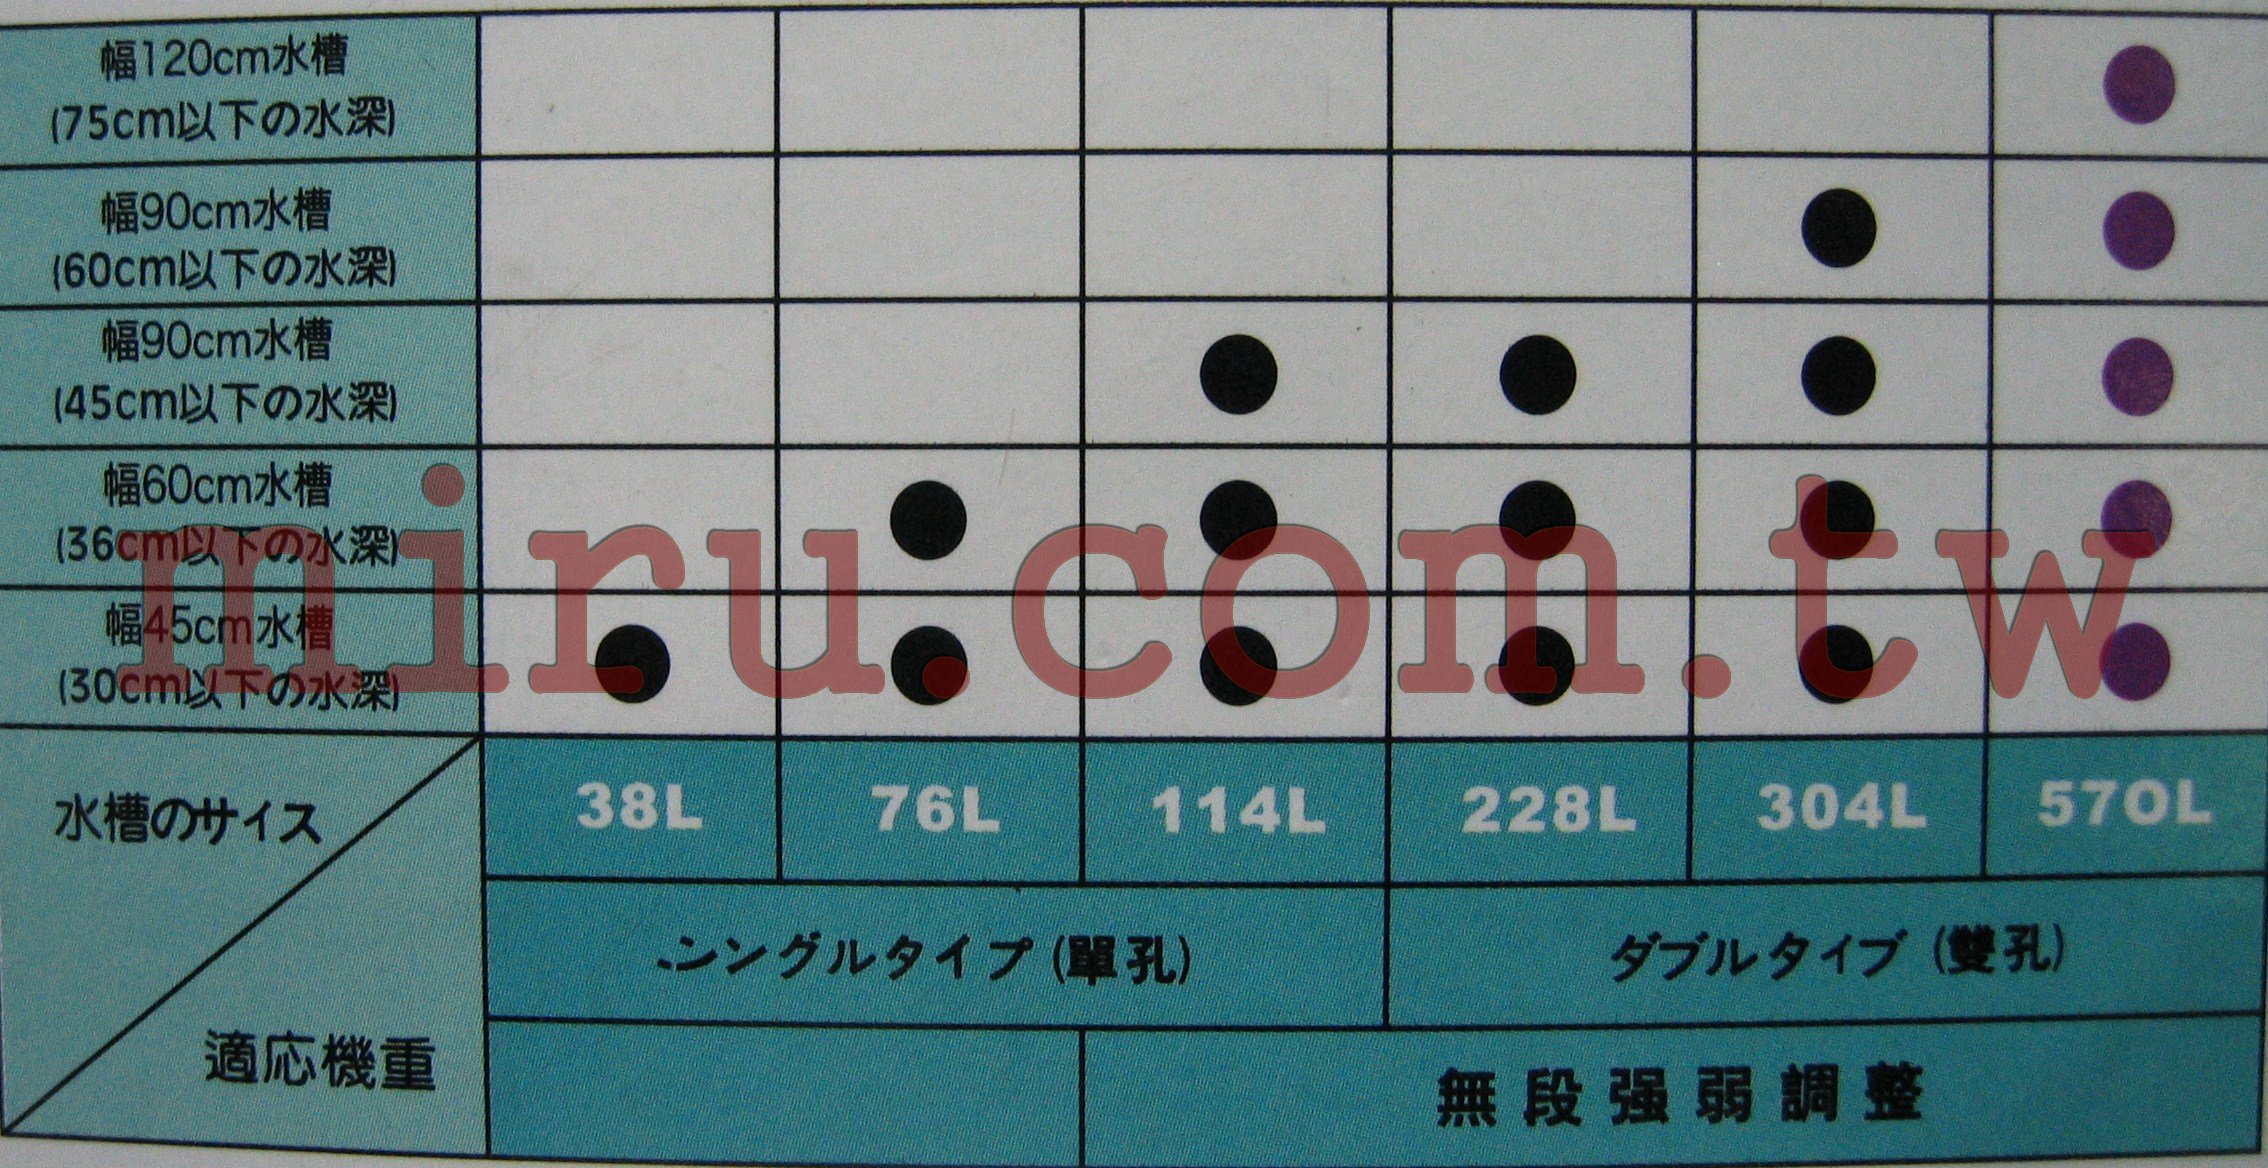 幅120cm水槽
(75cm以下の水深)
幅90cm水槽
(60cm以下の水深)
幅90cm水槽
(45cm以下の水深)
幅60cm水槽
(36cm以下の水深)
幅45cm水槽
(30cm以下の水深)
miru.com.tw
水槽のサイズ
38L 76L 114L 228L 304L 570L
シングルタイプ(單孔) ダブルタイプ(雙孔)
適応機重
無段强弱調整